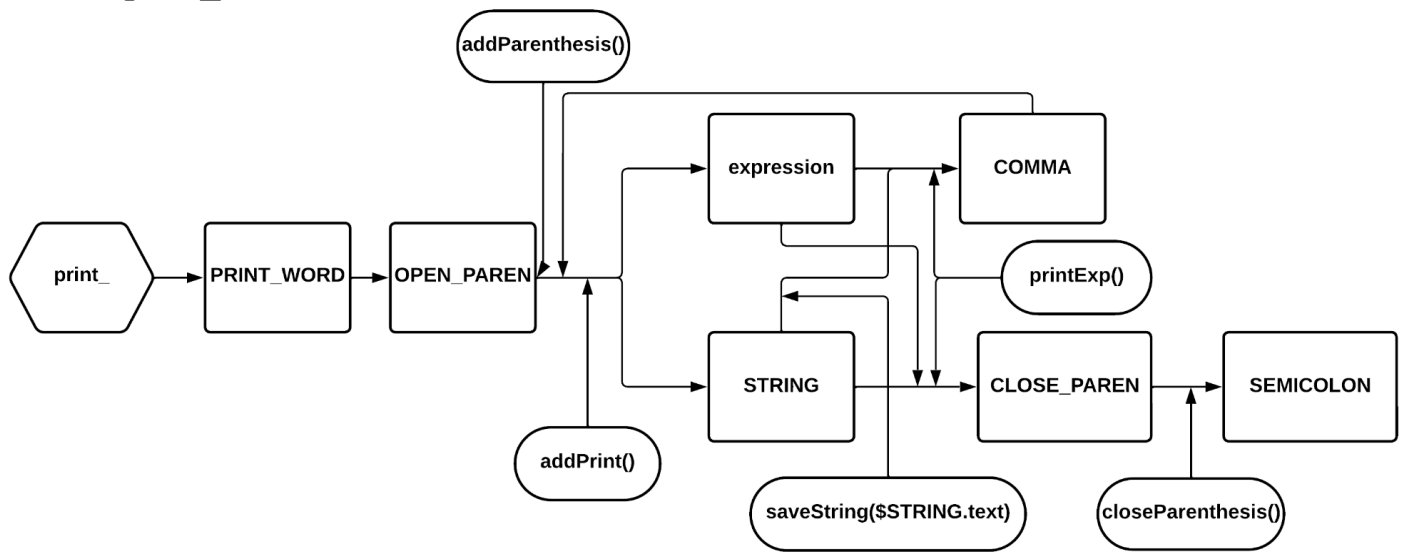 addParenthesis()
expression
COMMA
print_
PRINT_WORD
OPEN_PAREN
printExp()
STRING
CLOSE_PAREN
SEMICOLON
addPrint()
saveString($STRING.text)
closeParenthesis()